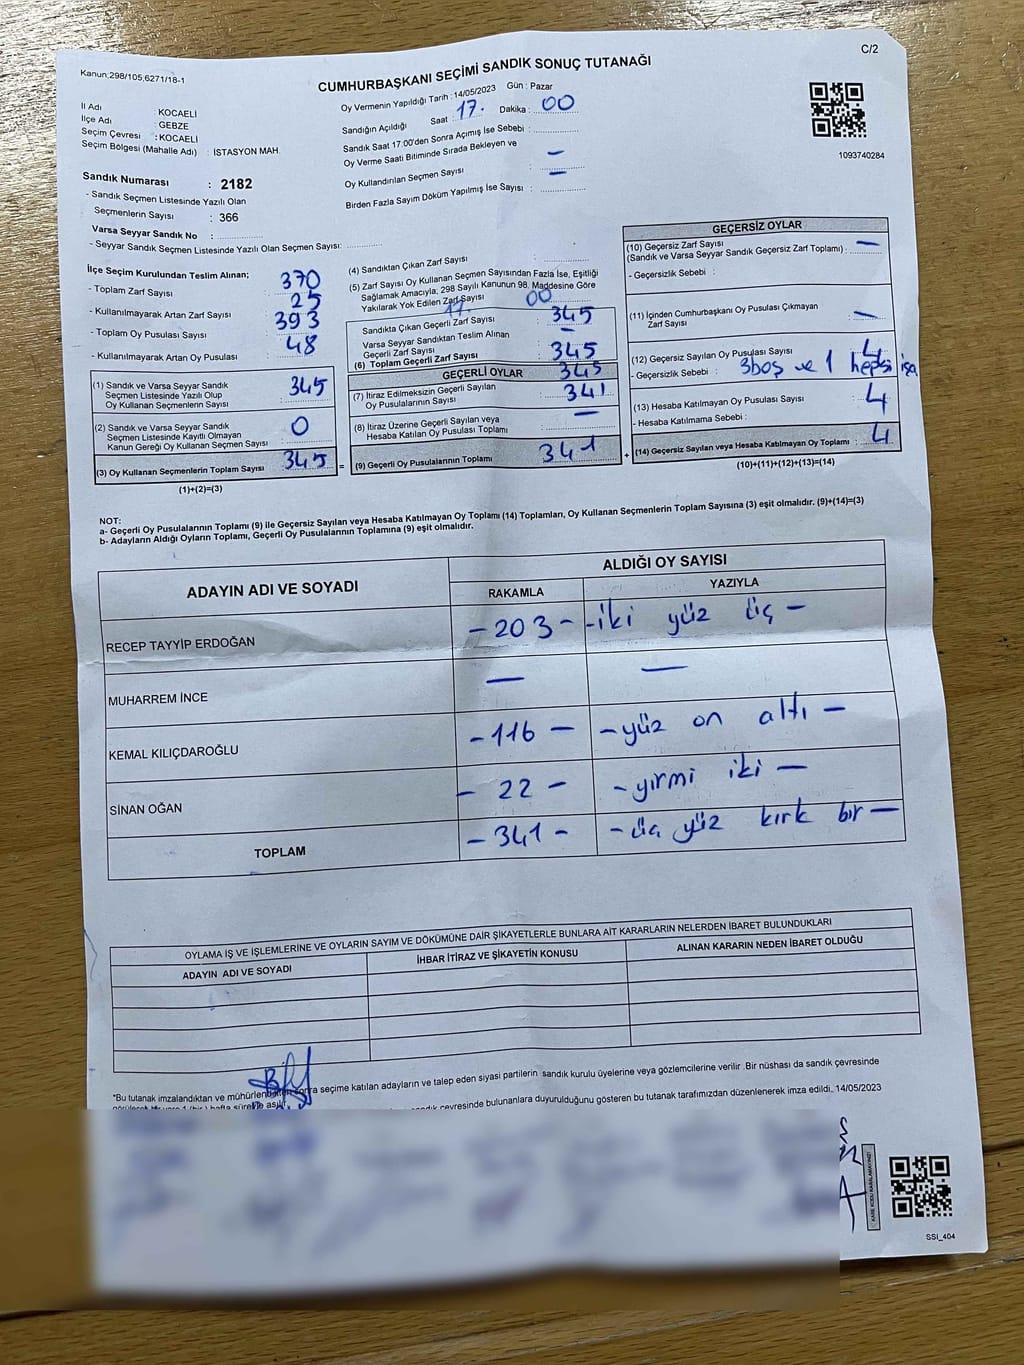 Kanun;298/105,6271/18-1
C/2
CUMHURBAŞKANI SEÇİMİ SANDIK SONUÇ TUTANAĞI
İl Adı : KOCAELİ
İlçe Adı : GEBZE
Seçim Çevresi : KOCAELİ
Seçim Bölgesi (Mahalle Adı) : İSTASYON MAH.
Oy Vermenin Yapıldığı Tarih : 14/05/2023 Gün : Pazar
Sandığın Açıldığı Saat : 17. Dakika : 00
Sandık Saat 17:00'den Sonra Açımış İse Sebebi :
Oy Verme Saati Bitiminde Sırada Bekleyen ve
Oy Kullandırılan Seçmen Sayısı : —
Birden Fazla Sayım Döküm Yapılmış İse Sayısı : —
1093740284
Sandık Numarası : 2182
- Sandık Seçmen Listesinde Yazılı Olan
Seçmenlerin Sayısı : 366
Varsa Seyyar Sandık No :
- Seyyar Sandık Seçmen Listesinde Yazılı Olan Seçmen Sayısı:
İlçe Seçim Kurulundan Teslim Alınan;
- Toplam Zarf Sayısı : 370
- Kullanılmayarak Artan Zarf Sayısı : 25
- Toplam Oy Pusulası Sayısı : 393
- Kullanılmayarak Artan Oy Pusulası : 48
(1) Sandık ve Varsa Seyyar Sandık
Seçmen Listesinde Yazılı Olup
Oy Kullanan Seçmenlerin Sayısı : 345
(2) Sandık ve Varsa Seyyar Sandık
Seçmen Listesinde Kayıtlı Olmayan
Kanun Gereği Oy Kullanan Seçmen Sayısı : 0
(3) Oy Kullanan Seçmenlerin Toplam Sayısı : 345 =
(1)+(2)=(3)
(4) Sandıktan Çıkan Zarf Sayısı :
(5) Zarf Sayısı Oy Kullanan Seçmen Sayısından Fazla İse, Eşitliği
Sağlamak Amacıyla, 298 Sayılı Kanunun 98. Maddesine Göre
Yakılarak Yok Edilen Zarf Sayısı : 00
17.
Sandıkta Çıkan Geçerli Zarf Sayısı : 345
Varsa Seyyar Sandıktan Teslim Alınan
Geçerli Zarf Sayısı : —
(6) Toplam Geçerli Zarf Sayısı : 345
GEÇERLİ OYLAR 345
(7) İtiraz Edilmeksizin Geçerli Sayılan
Oy Pusulalarının Sayısı : 341
(8) İtiraz Üzerine Geçerli Sayılan veya
Hesaba Katılan Oy Pusulası Toplamı : —
(9) Geçerli Oy Pusulalarının Toplamı : 341 +
GEÇERSİZ OYLAR
(10) Geçersiz Zarf Sayısı
(Sandık ve Varsa Seyyar Sandık Geçersiz Zarf Toplamı) : —
- Geçersizlik Sebebi :
(11) İçinden Cumhurbaşkanı Oy Pusulası Çıkmayan
Zarf Sayısı : —
(12) Geçersiz Sayılan Oy Pusulası Sayısı : 4
- Geçersizlik Sebebi : 3boş ve 1 hepsi
(13) Hesaba Katılmayan Oy Pusulası Sayısı : 4
- Hesaba Katılmama Sebebi :
(14) Geçersiz Sayılan veya Hesaba Katılmayan Oy Toplamı : 4
(10)+(11)+(12)+(13)=(14)
NOT:
a- Geçerli Oy Pusulalarının Toplamı (9) ile Geçersiz Sayılan veya Hesaba Katılmayan Oy Toplamı (14) Toplamları, Oy Kullanan Seçmenlerin Toplam Sayısına (3) eşit olmalıdır. (9)+(14)=(3)
b- Adayların Aldığı Oyların Toplamı, Geçerli Oy Pusulalarının Toplamına (9) eşit olmalıdır.
ADAYIN ADI VE SOYADI
ALDIĞI OY SAYISI
RAKAMLA YAZIYLA
RECEP TAYYİP ERDOĞAN - 203 - - iki yüz üç -
MUHARREM İNCE — —
KEMAL KILIÇDAROĞLU - 116 - - yüz on altı -
SİNAN OĞAN - 22 - - yirmi iki -
TOPLAM - 341 - - üç yüz kırk bir -
OYLAMA İŞ VE İŞLEMLERİNE VE OYLARIN SAYIM VE DÖKÜMÜNE DAİR ŞİKAYETLERLE BUNLARA AİT KARARLARIN NELERDEN İBARET BULUNDUKLARI
ADAYIN ADI VE SOYADI İHBAR İTİRAZ VE ŞİKAYETİN KONUSU ALINAN KARARIN NEDEN İBARET OLDUĞU
*Bu tutanak imzalandıktan ve mühürlendikten sonra seçime katılan adayların ve talep eden siyasi partilerin sandık kurulu üyelerine veya gözlemcilerine verilir .Bir nüshası da sandık çevresinde
sandık çevresinde bulunanlara duyurulduğunu gösteren bu tutanak tarafımızdan düzenlenerek imza edildi. 14/05/2023
KARE KODU KARALAMAYINIZ!
SSI_404